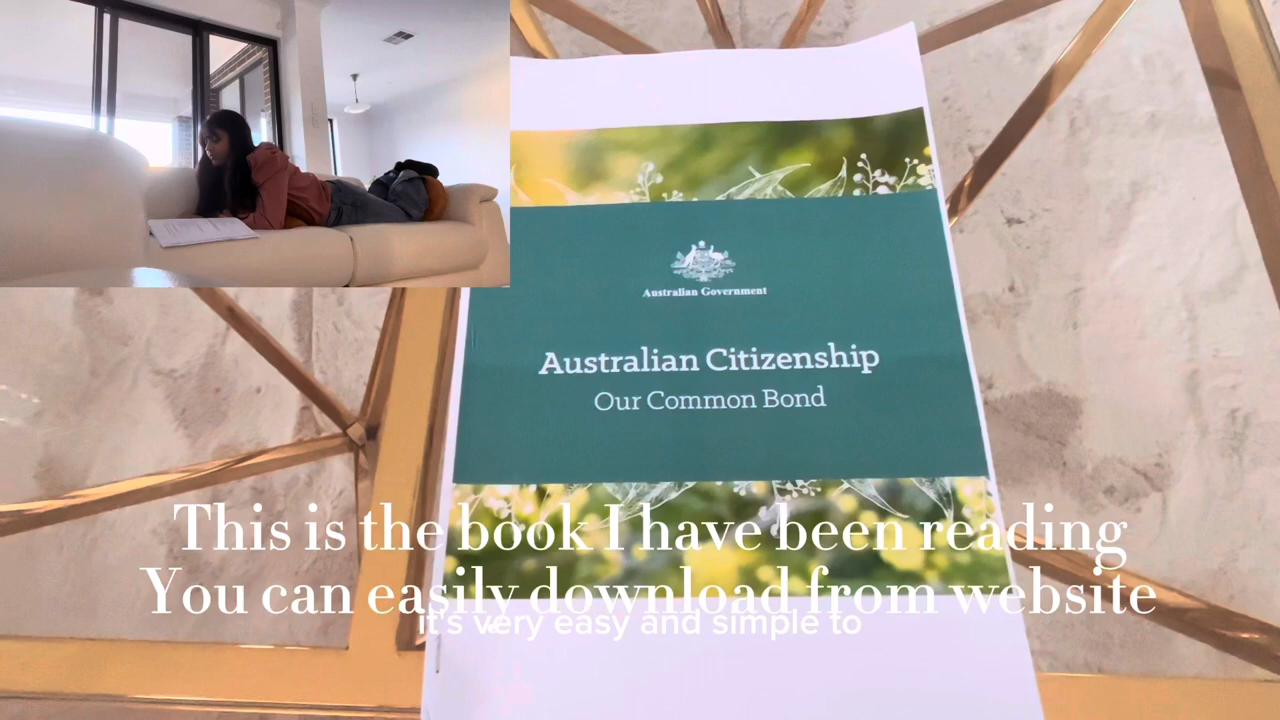 Australian Government
Australian Citizenship
Our Common Bond
This is the book I have been reading
You can easily download from website
it's very easy and simple to